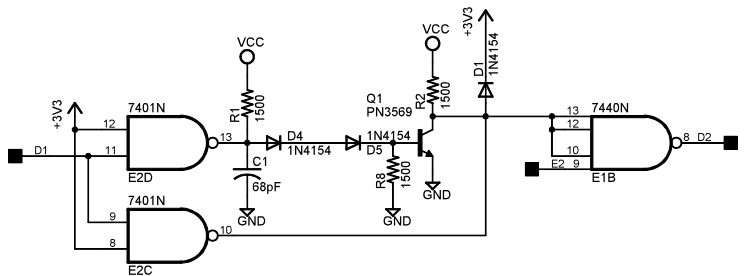 VCC
VCC
+3V3
D1
1N4154
7401N
+3V3
R1
1500
Q1
PN3569
R2
1500
7440N
12
13
D4
1N4154
1N4154
D5
13
12
D1
11
10
8
D2
E2
9
E2D
C1
68pF
R8
1500
GND
E1B
7401N
GND
GND
9
8
10
E2C